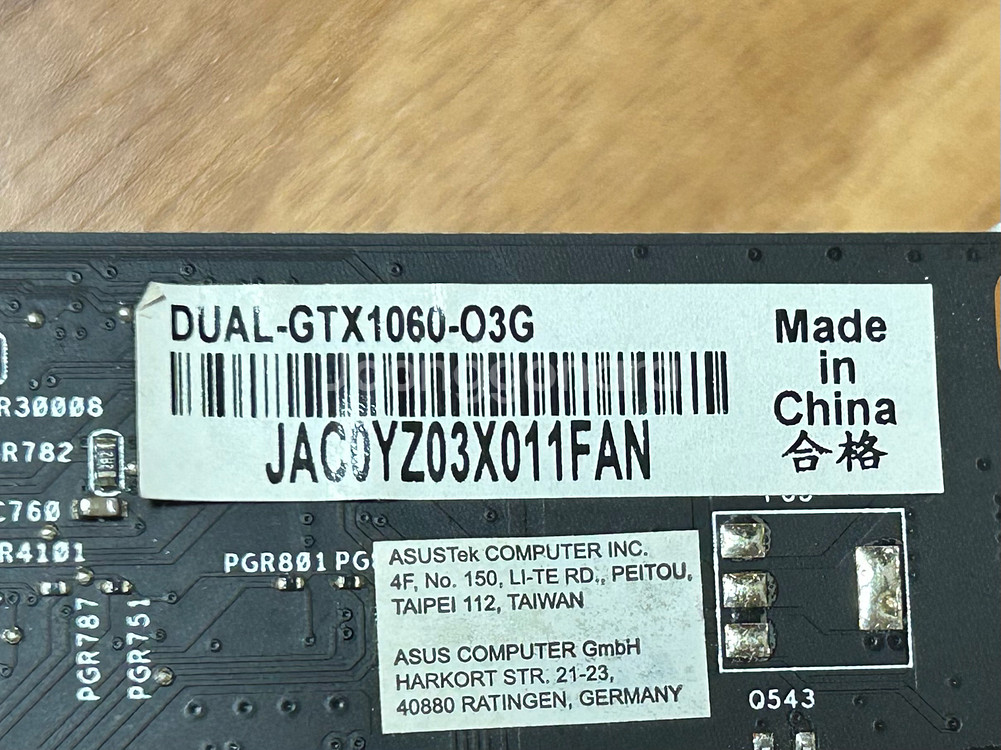 DUAL-GTX1060-O3G
JAC0YZ03X011FAN
Made
in
China
合格
R30008
R782
C760
R4101
PGR801
PGR787
PGR751
ASUSTek COMPUTER INC.
4F, No. 150, LI-TE RD., PEITOU,
TAIPEI 112, TAIWAN
ASUS COMPUTER GmbH
HARKORT STR. 21-23,
40880 RATINGEN, GERMANY
Q543